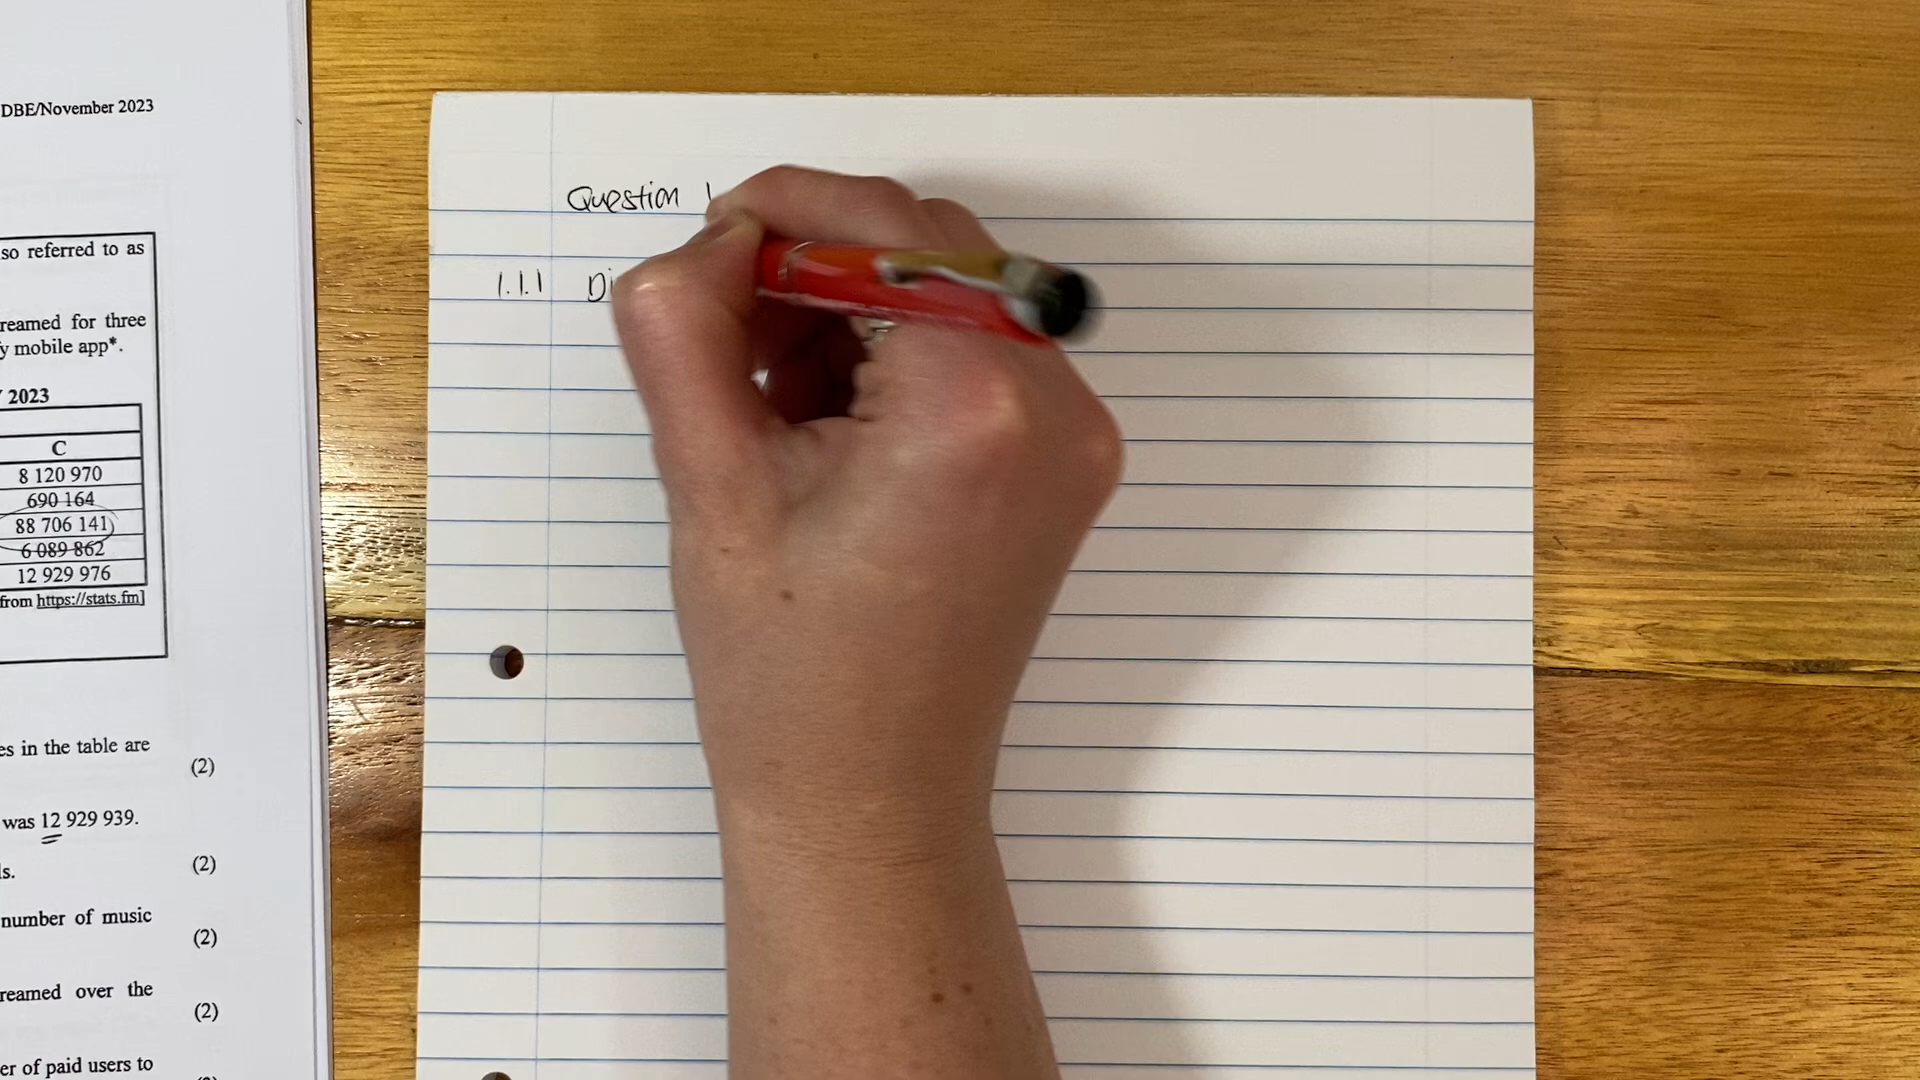 DBE/November 2023
so referred to as
reamed for three
y mobile app*.
2023
C
8 120 970
690 164
88 706 141
6 089 862
12 929 976
from https://stats.fm]
es in the table are
(2)
was 12 929 939.
(2)
ls.
number of music
(2)
reamed over the
(2)
er of paid users to
Question 1
1.1.1 Di